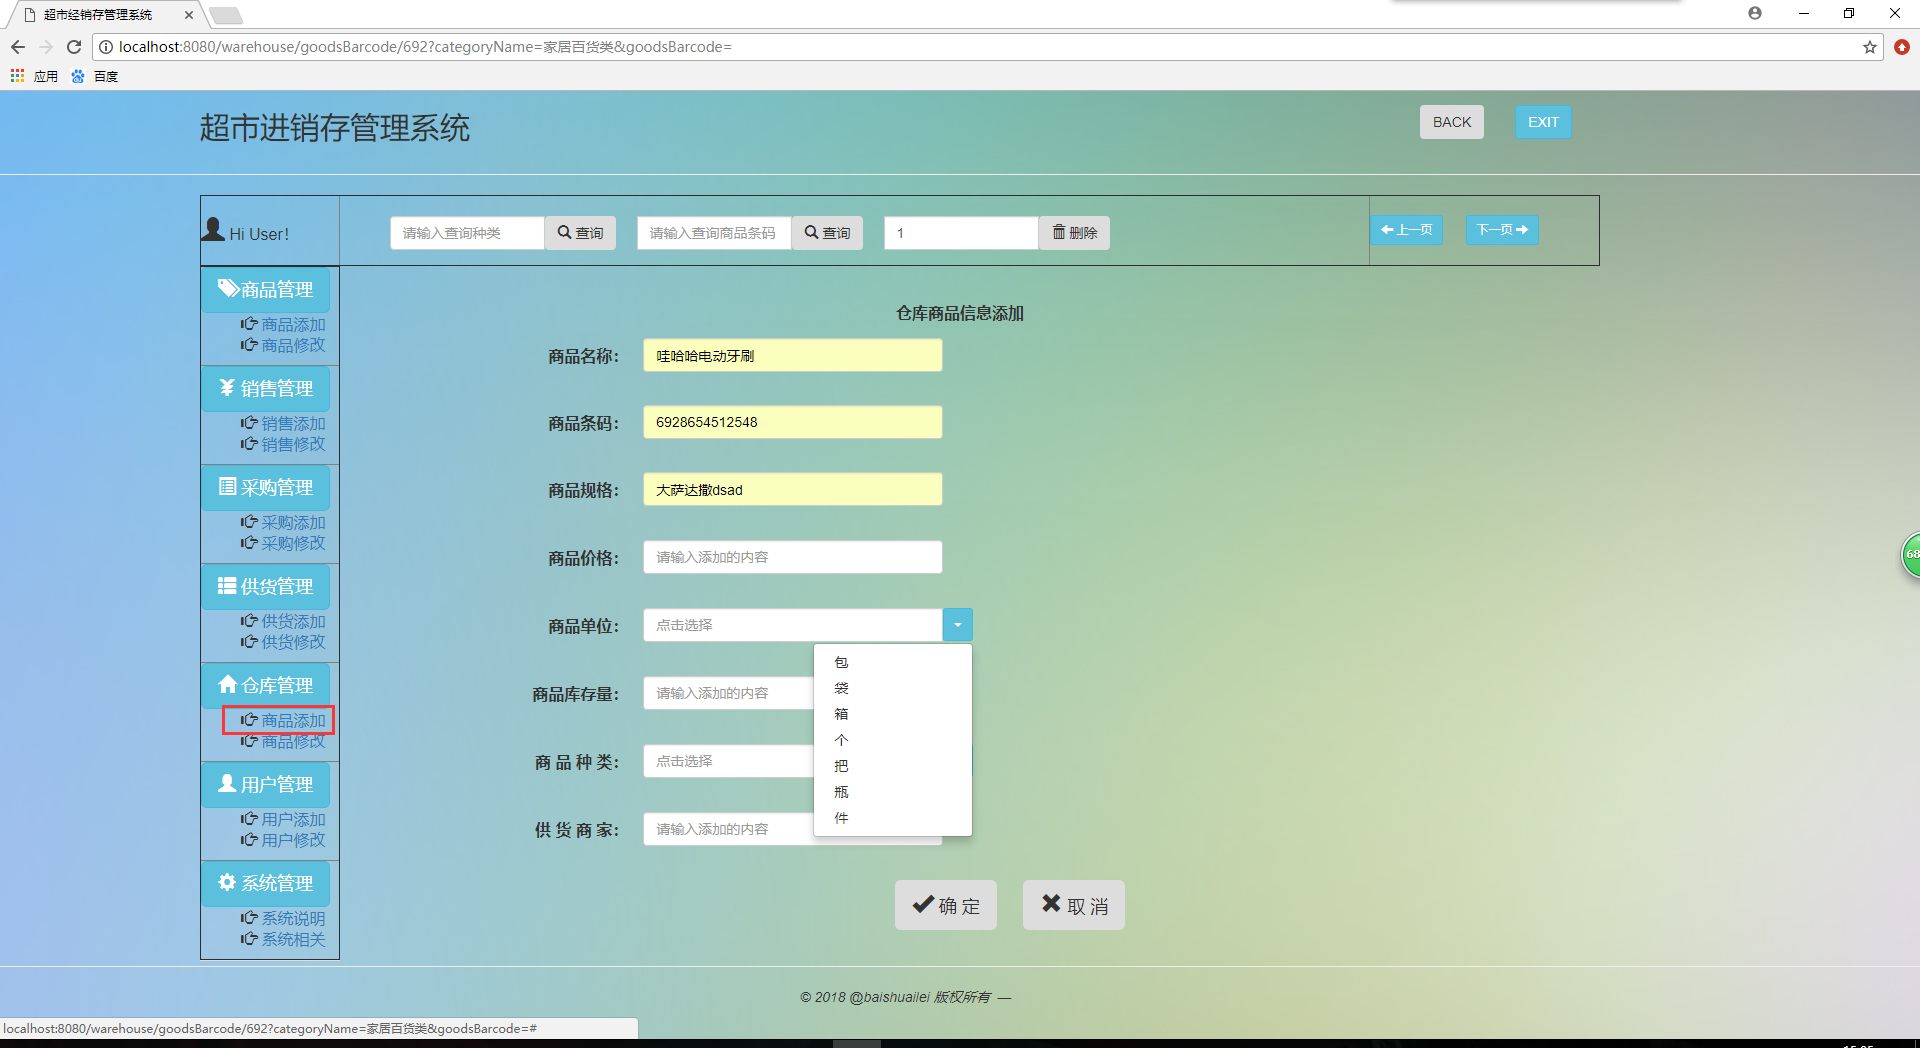 超市经销存管理系统
localhost:8080/warehouse/goodsBarcode/692?categoryName=家居百货类&goodsBarcode=
应用 百度
超市进销存管理系统
BACK
EXIT
Hi User!
请输入查询种类 查询
请输入查询商品条码 查询
1 删除
上一页
下一页
商品管理
商品添加
商品修改
销售管理
销售添加
销售修改
采购管理
采购添加
采购修改
供货管理
供货添加
供货修改
仓库管理
商品添加
商品修改
用户管理
用户添加
用户修改
系统管理
系统说明
系统相关
仓库商品信息添加
商品名称： 哇哈哈电动牙刷
商品条码： 6928654512548
商品规格： 大萨达撒dsad
商品价格： 请输入添加的内容
商品单位： 点击选择
包
袋
箱
个
把
瓶
件
商品库存量： 请输入添加的内容
商 品 种 类： 点击选择
供 货 商 家： 请输入添加的内容
确 定
取 消
68
© 2018 @baishuailei 版权所有 —
localhost:8080/warehouse/goodsBarcode/692?categoryName=家居百货类&goodsBarcode=#